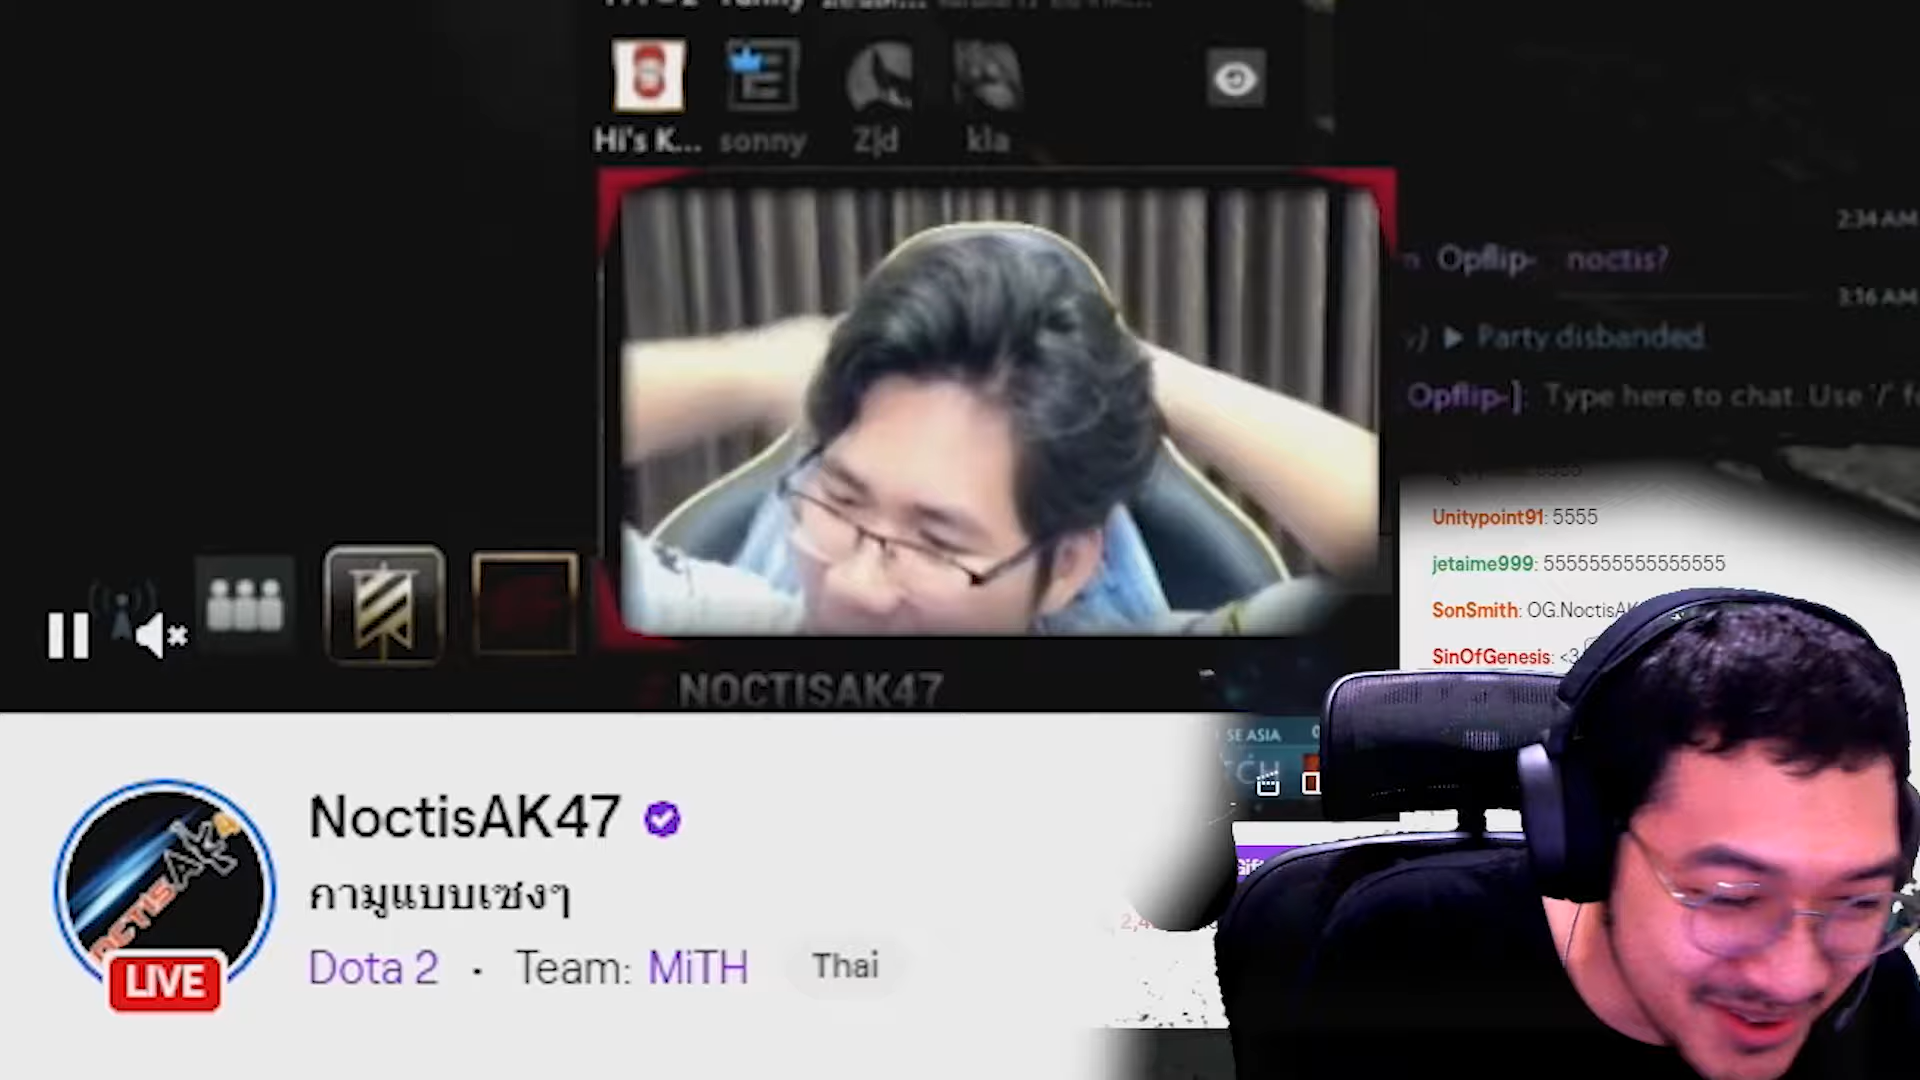 Hi's K... sonny Z|d kla
2:34 AM
Opflip- noctis?
3:16 AM
Party disbanded.
Opflip-]: Type here to chat. Use '/' f
Unitypoint91: 5555
jetaime999: 5555555555555555
SonSmith: OG.NoctisAK
SinOfGenesis: <3
NOCTISAK47
SE ASIA
NoctisAK47
กามูแบบเซงๆ
Dota 2 · Team: MiTH Thai
LIVE